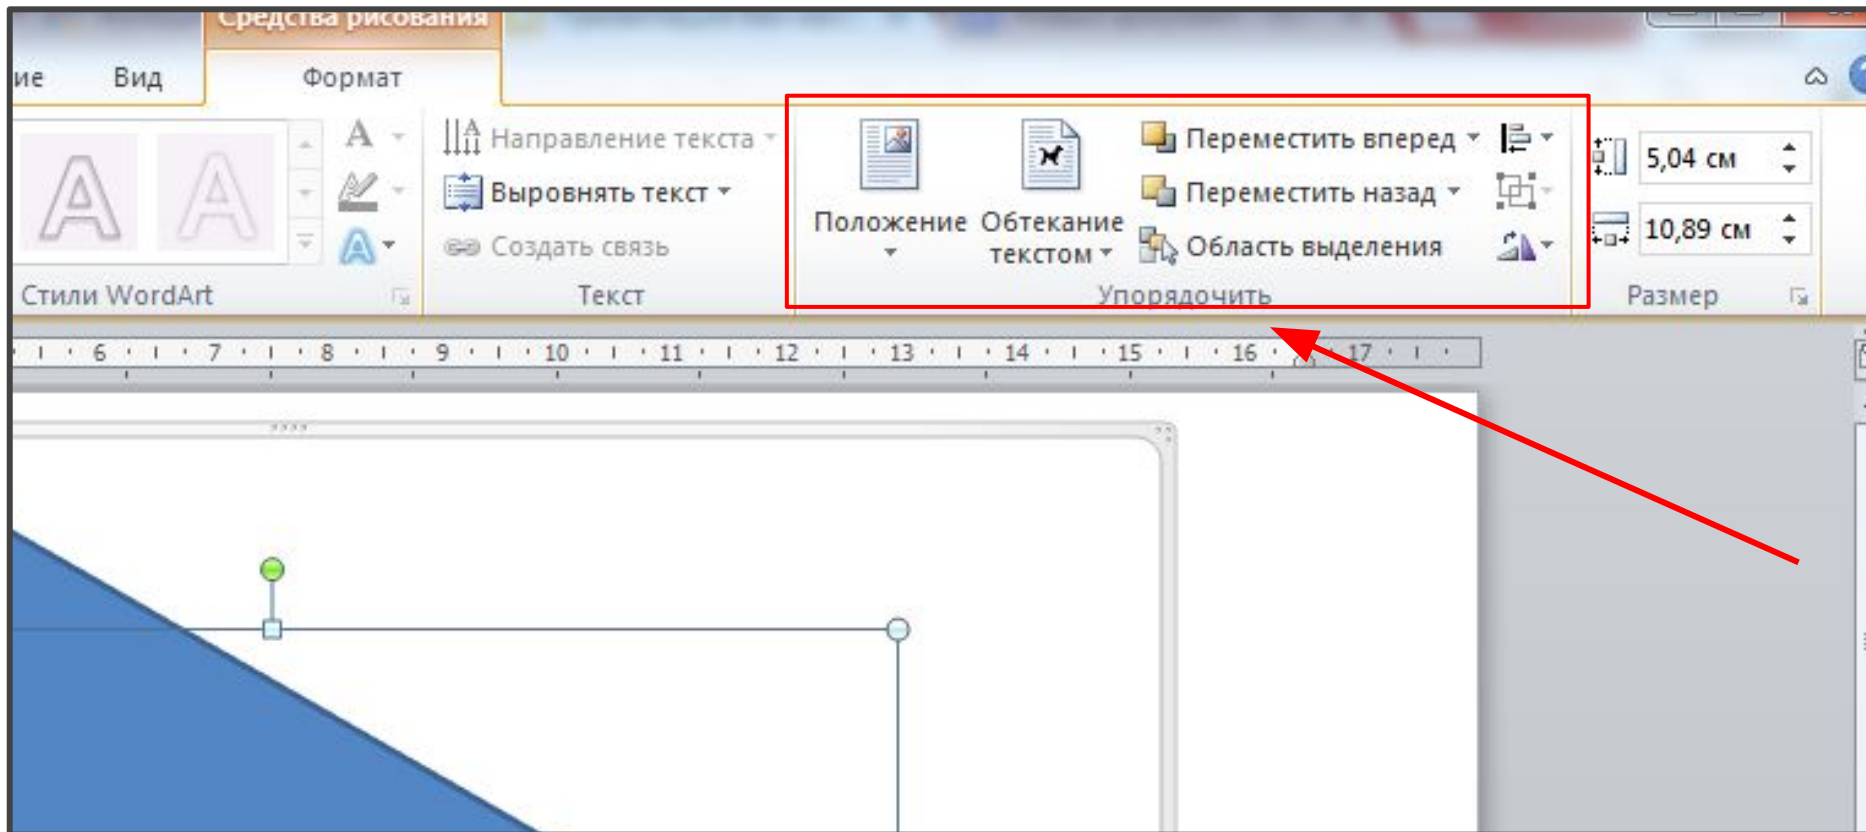 Средства рисования
ие Вид Формат
Направление текста
Выровнять текст
Создать связь
Стили WordArt
Текст
Положение
Обтекание
текстом
Переместить вперед
Переместить назад
Область выделения
Упорядочить
5,04 см
10,89 см
Размер
6 7 8 9 10 11 12 13 14 15 16 17